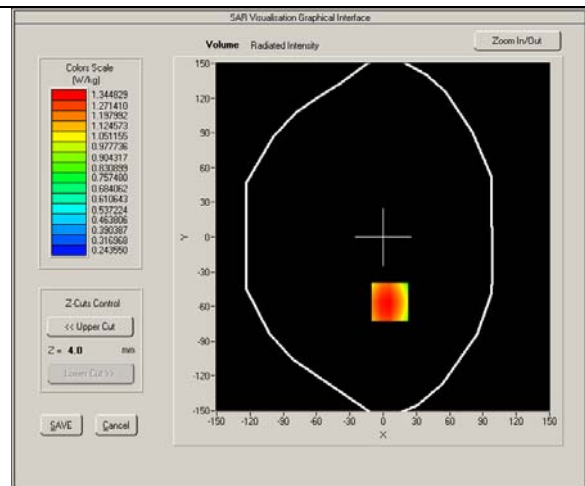 SAR Visualisation Graphical Interface
Volume Radiated Intensity
Zoom In/Out
Colors Scale
(W/kg)
1.344829
1.271410
1.197992
1.124573
1.051155
0.977736
0.904317
0.830899
0.757480
0.684062
0.610643
0.537224
0.463806
0.390387
0.316968
0.243550
Z-Cuts Control
<< Upper Cut
Z = 4.0 mm
Lower Cut >>
SAVE Cancel
150
120
90
60
30
0
-30
-60
-90
-120
-150
Y
-150 -120 -90 -60 -30 0 30 60 90 120 150
X